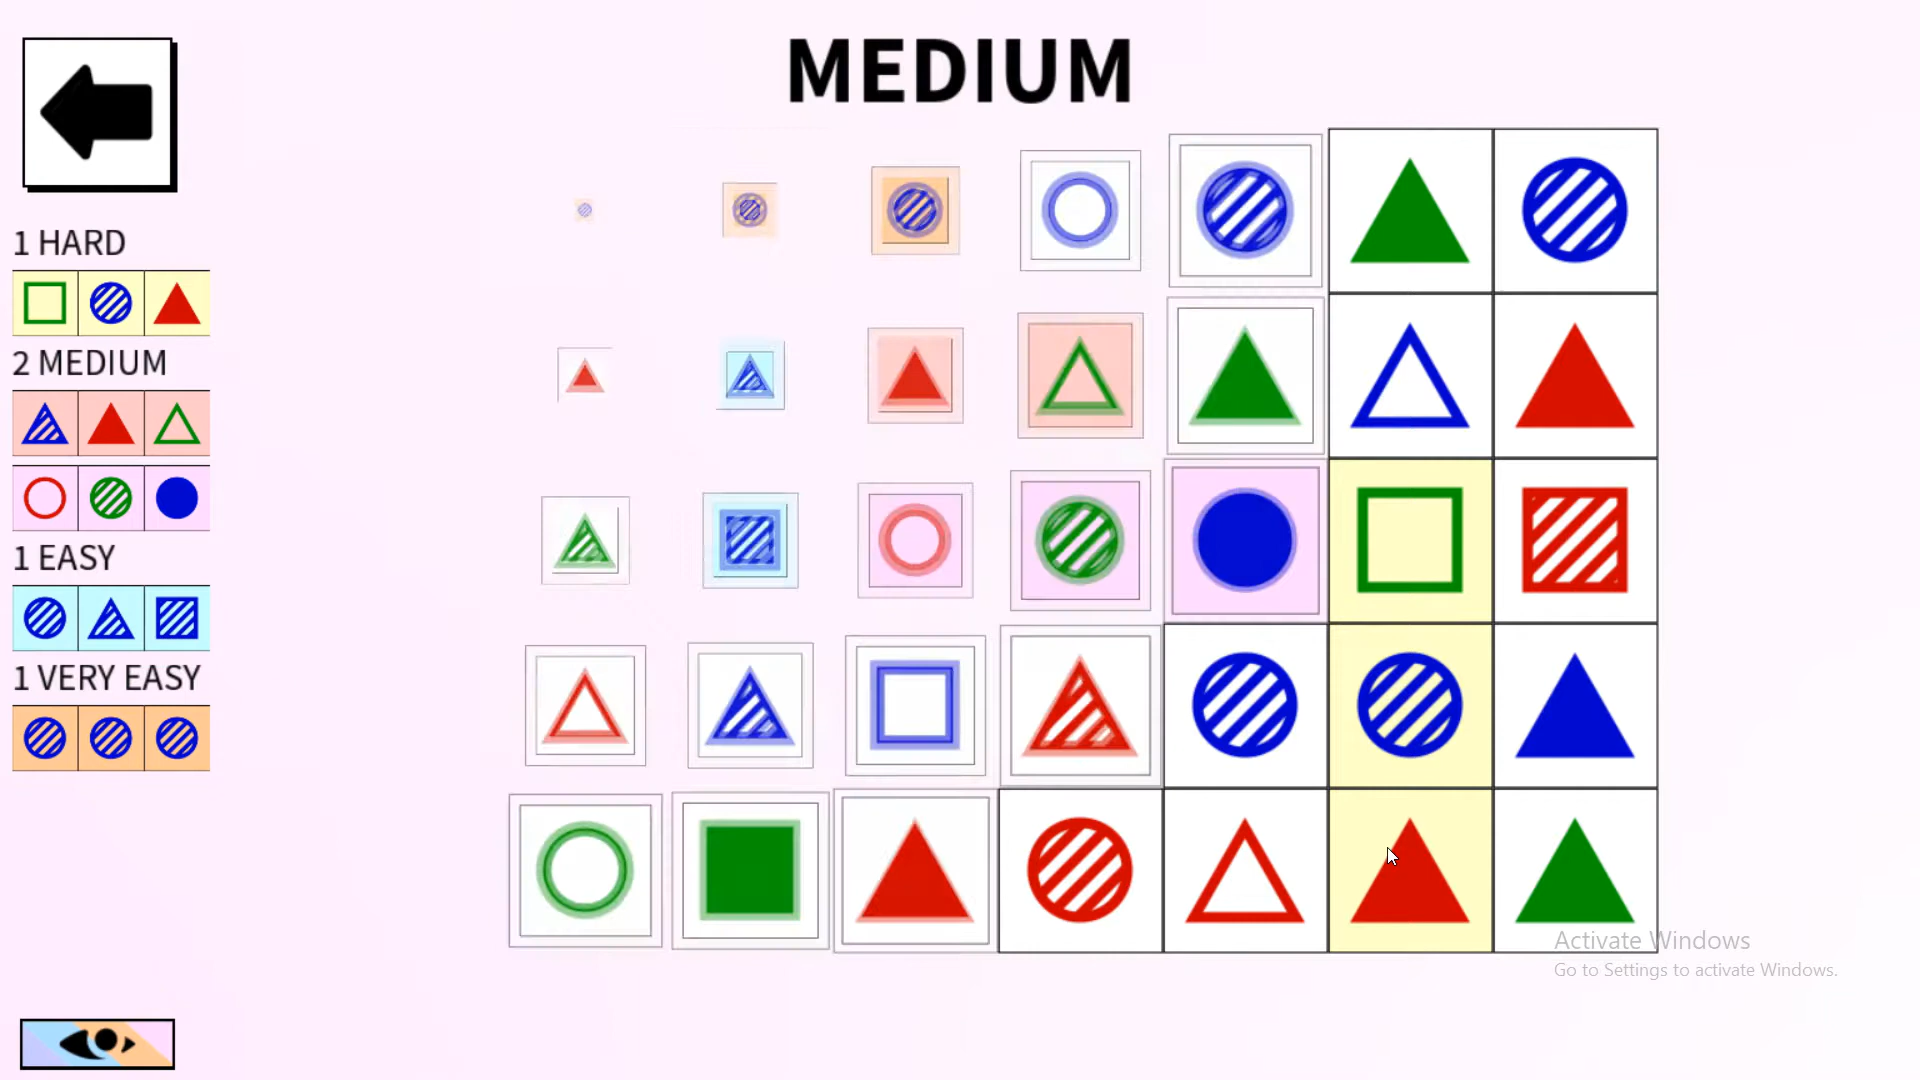 MEDIUM
1 HARD
2 MEDIUM
1 EASY
1 VERY EASY
Activate Windows
Go to Settings to activate Windows.